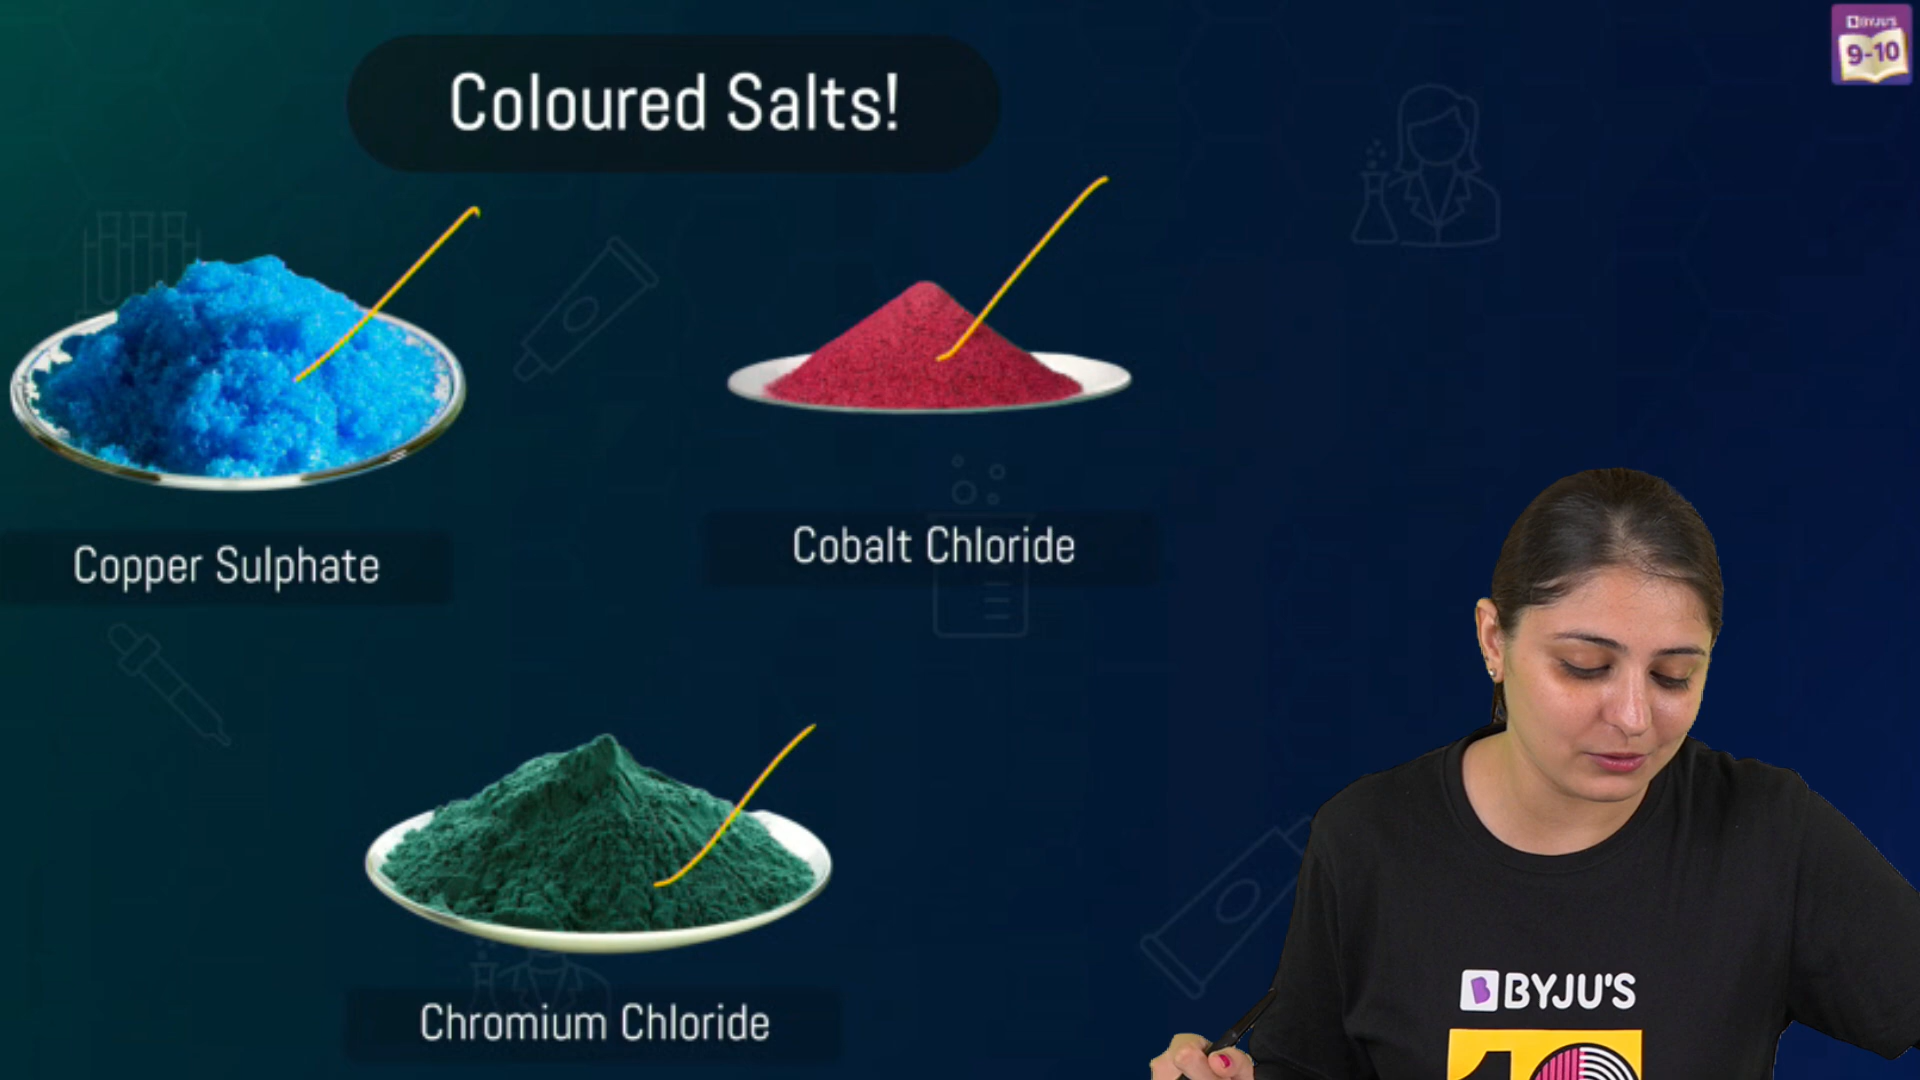 BYJU'S
9-10
Coloured Salts!
Copper Sulphate
Cobalt Chloride
Chromium Chloride
BYJU'S